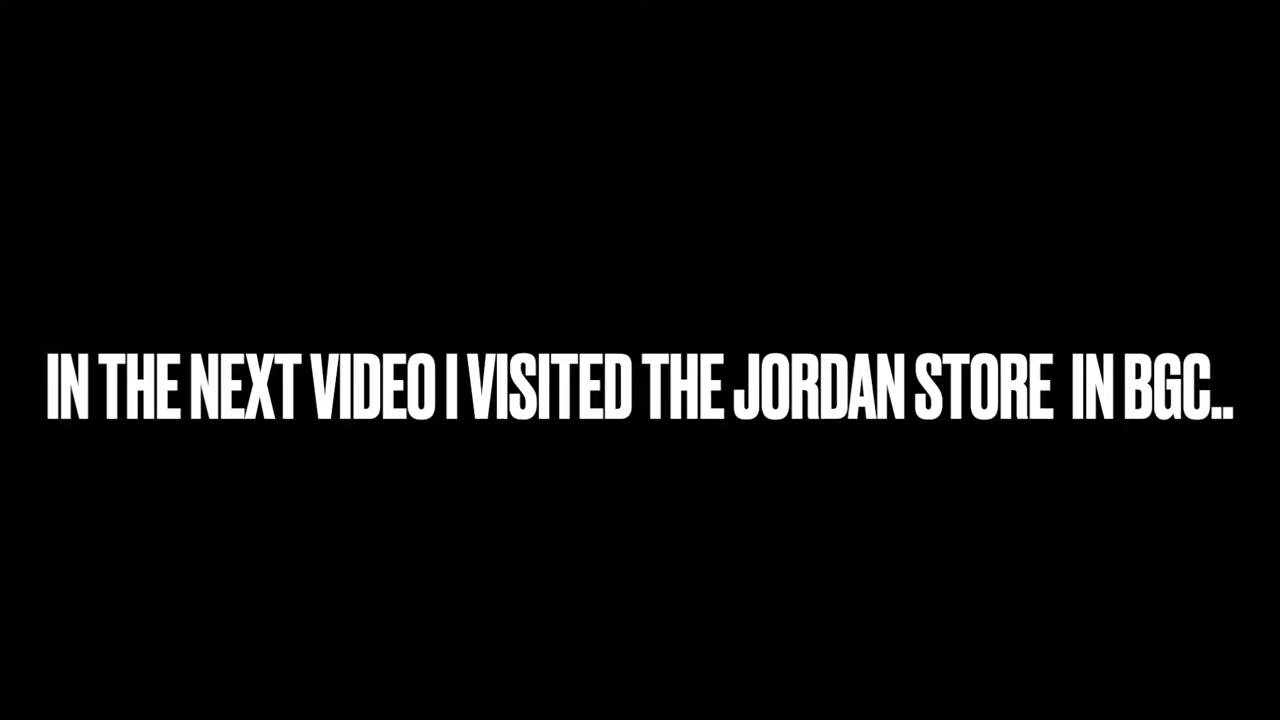 IN THE NEXT VIDEO I VISITED THE JORDAN STORE  IN BGC..